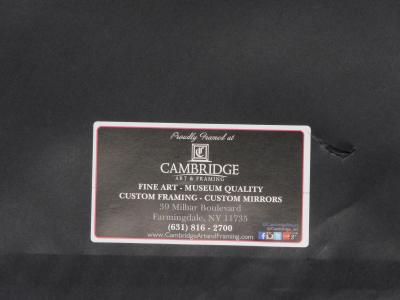 Proudly Framed at
CAMBRIDGE
ART & FRAMING
FINE ART - MUSEUM QUALITY
CUSTOM FRAMING - CUSTOM MIRRORS
39 Milbar Boulevard
Farmingdale, NY 11735
(631) 816 - 2700
www.CambridgeArtandFraming.com